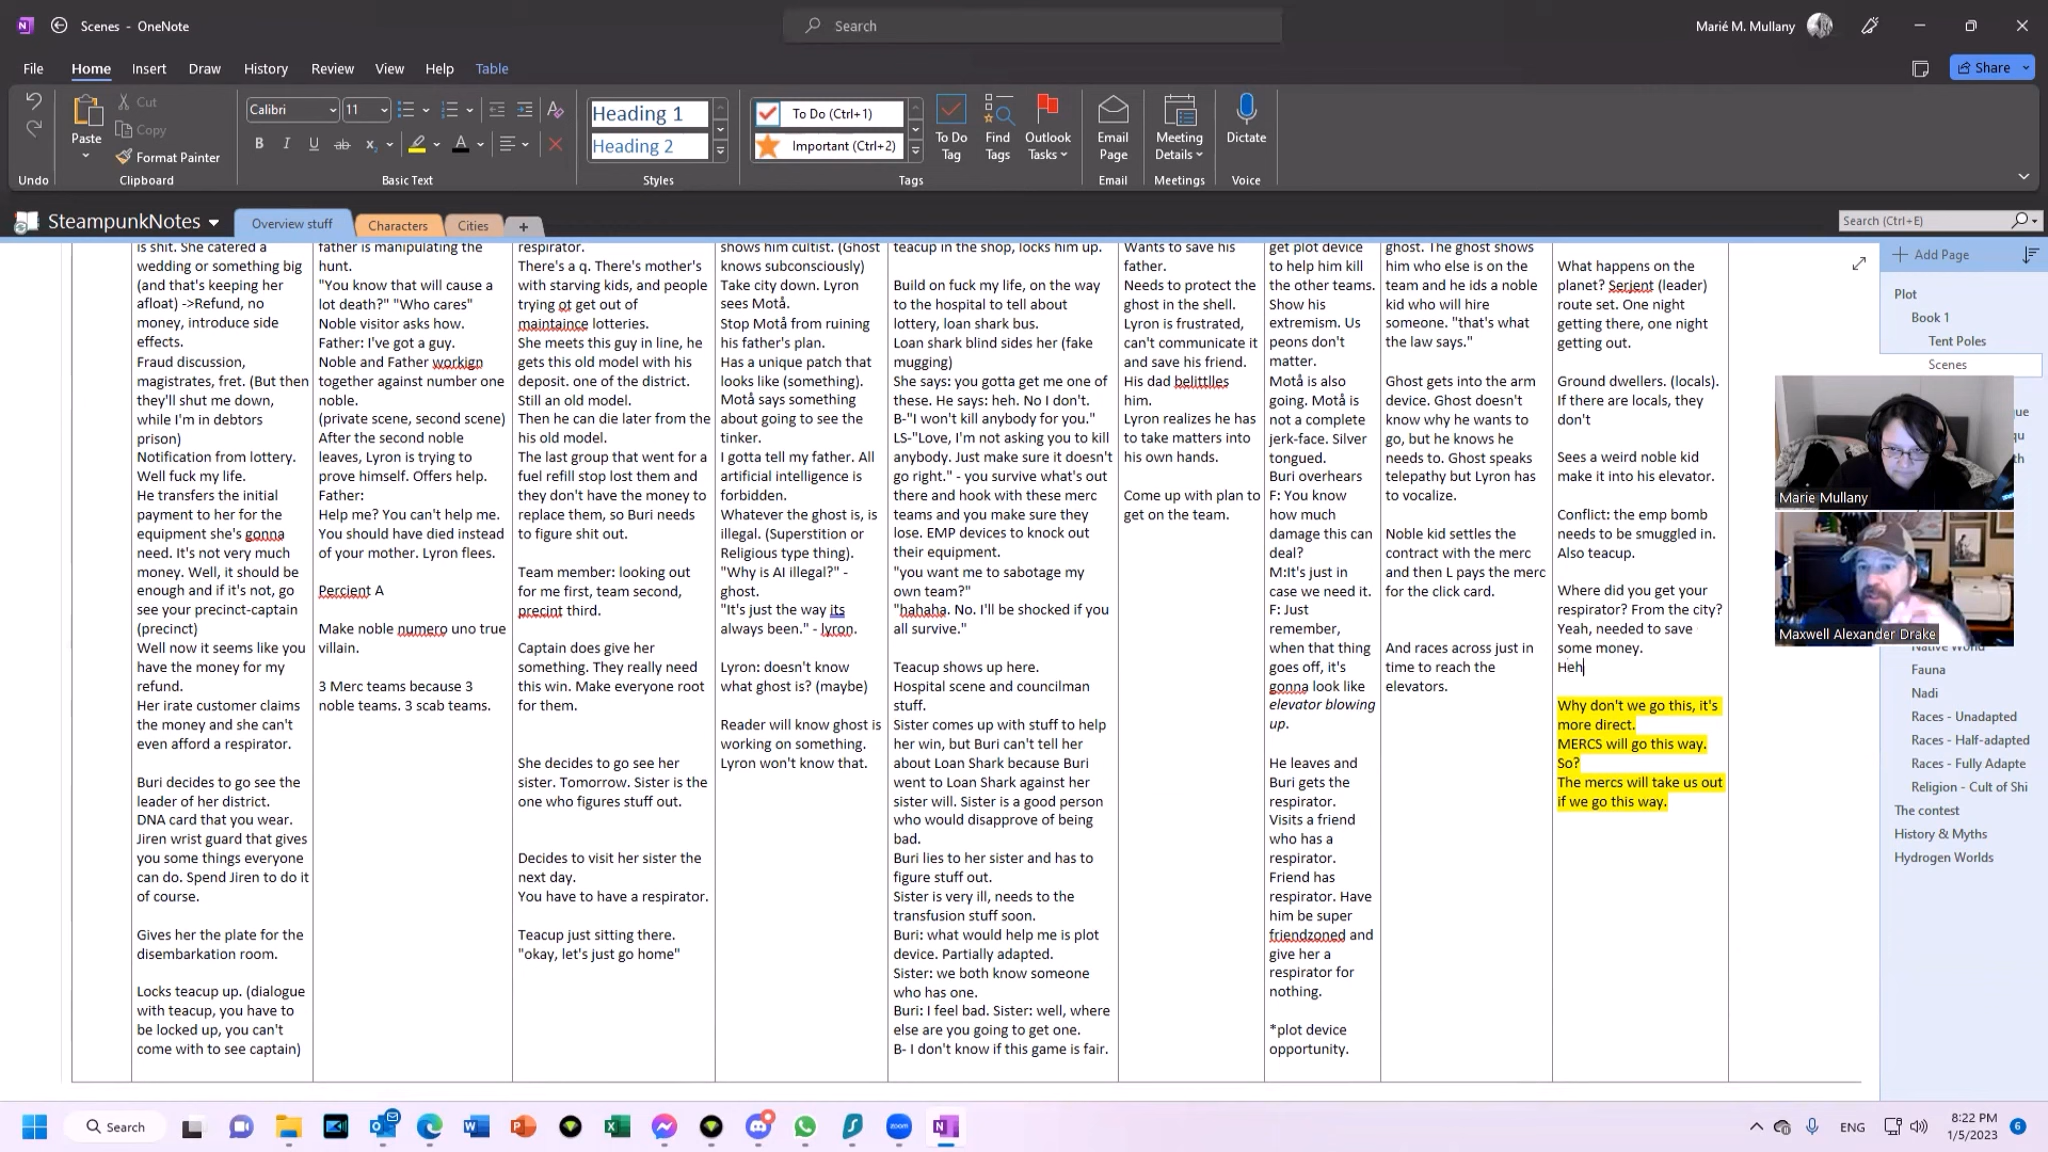 Scenes - OneNote
Search
Marié M. Mullany
File Home Insert Draw History Review View Help Table
Share
Paste
Cut
Copy
Format Painter
Calibri 11
Heading 1
Heading 2
To Do (Ctrl+1)
Important (Ctrl+2)
To Do Tag
Find Tags
Outlook Tasks
Email Page
Meeting Details
Dictate
Undo Clipboard Basic Text Styles Tags Email Meetings Voice
SteampunkNotes
Overview stuff Characters Cities +
Search (Ctrl+E)
is shit. She catered a
wedding or something big
(and that's keeping her
afloat) ->Refund, no
money, introduce side
effects.
Fraud discussion,
magistrates, fret. (But then
they'll shut me down,
while I'm in debtors
prison)
Notification from lottery.
Well fuck my life.
He transfers the initial
payment to her for the
equipment she's gonna
need. It's not very much
money. Well, it should be
enough and if it's not, go
see your precinct-captain
(precinct)
Well now it seems like you
have the money for my
refund.
Her irate customer claims
the money and she can't
even afford a respirator.
Buri decides to go see the
leader of her district.
DNA card that you wear.
Jiren wrist guard that gives
you some things everyone
can do. Spend Jiren to do it
of course.
Gives her the plate for the
disembarkation room.
Locks teacup up. (dialogue
with teacup, you have to
be locked up, you can't
come with to see captain)
father is manipulating the
hunt.
"You know that will cause a
lot death?" "Who cares"
Noble visitor asks how.
Father: I've got a guy.
Noble and Father workign
together against number one
noble.
(private scene, second scene)
After the second noble
leaves, Lyron is trying to
prove himself. Offers help.
Father:
Help me? You can't help me.
You should have died instead
of your mother. Lyron flees.
Percient A
Make noble numero uno true
villain.
3 Merc teams because 3
noble teams. 3 scab teams.
respirator.
There's a q. There's mother's
with starving kids, and people
trying ot get out of
maintaince lotteries.
She meets this guy in line, he
gets this old model with his
deposit. one of the district.
Still an old model.
Then he can die later from the
his old model.
The last group that went for a
fuel refill stop lost them and
they don't have the money to
replace them, so Buri needs
to figure shit out.
Team member: looking out
for me first, team second,
precint third.
Captain does give her
something. They really need
this win. Make everyone root
for them.
She decides to go see her
sister. Tomorrow. Sister is the
one who figures stuff out.
Decides to visit her sister the
next day.
You have to have a respirator.
Teacup just sitting there.
"okay, let's just go home"
shows him cultist. (Ghost
knows subconsciously)
Take city down. Lyron
sees Motå.
Stop Motå from ruining
his father's plan.
Has a unique patch that
looks like (something).
Motå says something
about going to see the
tinker.
I gotta tell my father. All
artificial intelligence is
forbidden.
Whatever the ghost is, is
illegal. (Superstition or
Religious type thing).
"Why is AI illegal?" -
ghost.
"It's just the way its
always been." - lyron.
Lyron: doesn't know
what ghost is? (maybe)
Reader will know ghost is
working on something.
Lyron won't know that.
teacup in the shop, locks him up.
Build on fuck my life, on the way
to the hospital to tell about
lottery, loan shark bus.
Loan shark blind sides her (fake
mugging)
She says: you gotta get me one of
these. He says: heh. No I don't.
B-"I won't kill anybody for you."
LS-"Love, I'm not asking you to kill
anybody. Just make sure it doesn't
go right." - you survive what's out
there and hook with these merc
teams and you make sure they
lose. EMP devices to knock out
their equipment.
"you want me to sabotage my
own team?"
"hahaha. No. I'll be shocked if you
all survive."
Teacup shows up here.
Hospital scene and councilman
stuff.
Sister comes up with stuff to help
her win, but Buri can't tell her
about Loan Shark because Buri
went to Loan Shark against her
sister will. Sister is a good person
who would disapprove of being
bad.
Buri lies to her sister and has to
figure stuff out.
Sister is very ill, needs to the
transfusion stuff soon.
Buri: what would help me is plot
device. Partially adapted.
Sister: we both know someone
who has one.
Buri: I feel bad. Sister: well, where
else are you going to get one.
B- I don't know if this game is fair.
Wants to save his
father.
Needs to protect the
ghost in the shell.
Lyron is frustrated,
can't communicate it
and save his friend.
His dad belittlles
him.
Lyron realizes he has
to take matters into
his own hands.
Come up with plan to
get on the team.
get plot device
to help him kill
the other teams.
Show his
extremism. Us
peons don't
matter.
Motå is also
going. Motå is
not a complete
jerk-face. Silver
tongued.
Buri overhears
F: You know
how much
damage this can
deal?
M:It's just in
case we need it.
F: Just
remember,
when that thing
goes off, it's
gonna look like
elevator blowing
up.
He leaves and
Buri gets the
respirator.
Visits a friend
who has a
respirator.
Friend has
respirator. Have
him be super
friendzoned and
give her a
respirator for
nothing.
*plot device
opportunity.
ghost. The ghost shows
him who else is on the
team and he ids a noble
kid who will hire
someone. "that's what
the law says."
Ghost gets into the arm
device. Ghost doesn't
know why he wants to
go, but he knows he
needs to. Ghost speaks
telepathy but Lyron has
to vocalize.
Noble kid settles the
contract with the merc
and then L pays the merc
for the click card.
And races across just in
time to reach the
elevators.
What happens on the
planet? Serjent (leader)
route set. One night
getting there, one night
getting out.
Ground dwellers. (locals).
If there are locals, they
don't
Sees a weird noble kid
make it into his elevator.
Conflict: the emp bomb
needs to be smuggled in.
Also teacup.
Where did you get your
respirator? From the city?
Yeah, needed to save
some money.
Heh
Why don't we go this, it's
more direct.
MERCS will go this way.
So?
The mercs will take us out
if we go this way.
Add Page
Plot
Book 1
Tent Poles
Scenes
Marie Mullany
Maxwell Alexander Drake
Fauna
Nadi
Races - Unadapted
Races - Half-adapted
Races - Fully Adapte
Religion - Cult of Shi
The contest
History & Myths
Hydrogen Worlds
Search
zoom
ENG
8:22 PM
1/5/2023
6